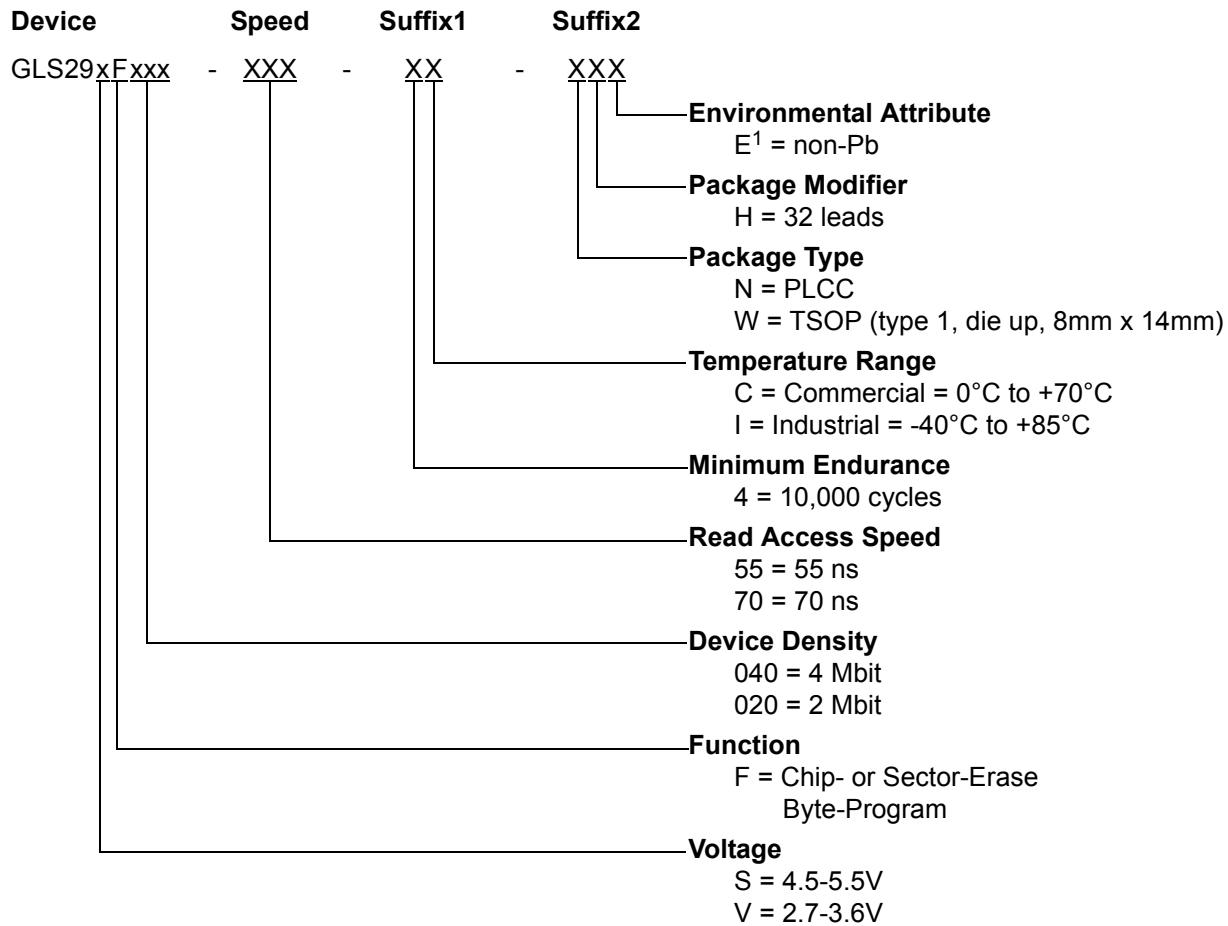 Device Speed Suffix1 Suffix2
GLS29xFxxx - XXX - XX - XXX
Environmental Attribute
E1 = non-Pb
Package Modifier
H = 32 leads
Package Type
N = PLCC
W = TSOP (type 1, die up, 8mm x 14mm)
Temperature Range
C = Commercial = 0°C to +70°C
I = Industrial = -40°C to +85°C
Minimum Endurance
4 = 10,000 cycles
Read Access Speed
55 = 55 ns
70 = 70 ns
Device Density
040 = 4 Mbit
020 = 2 Mbit
Function
F = Chip- or Sector-Erase
Byte-Program
Voltage
S = 4.5-5.5V
V = 2.7-3.6V